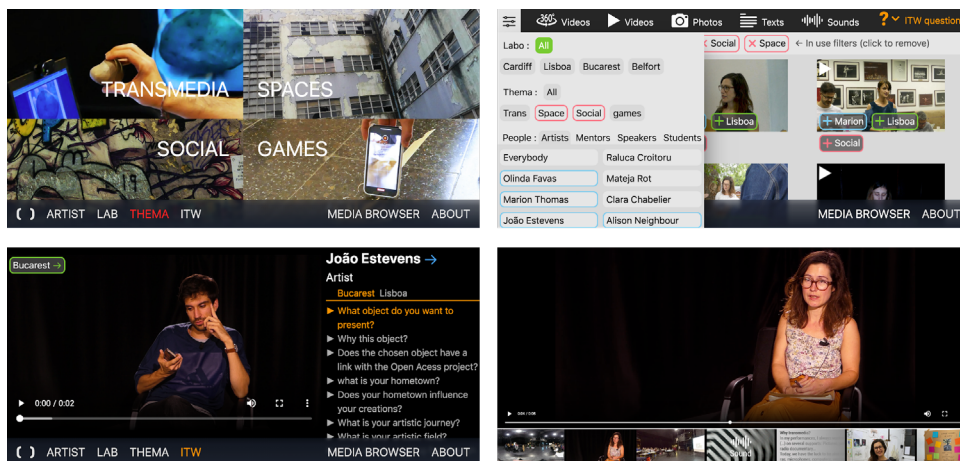 TRANSMEDIA
SPACES
SOCIAL
GAMES
( ) ARTIST LAB THEMA ITW MEDIA BROWSER ABOUT
360° Videos Videos Photos Texts Sounds ? ITW question
Labo : All
Cardiff Lisboa Bucarest Belfort
Thema : All
Trans Space Social games
People : Artists Mentors Speakers Students
Everybody Raluca Croitoru
Olinda Favas Mateja Rot
Marion Thomas Clara Chabelier
João Estevens Alison Neighbour
× Social × Space ← In use filters (click to remove)
+ Lisboa
+ Marion + Lisboa
+ Social
MEDIA BROWSER ABOUT
Bucarest →
0:00 / 0:02
João Estevens →
Artist
Bucarest Lisboa
► What object do you want to
present?
► Why this object?
► Does the chosen object have a
link with the Open Acess project?
► what is your hometown?
► Does your hometown influence
your creations?
► What is your artistic journey?
► What is your artistic field?
( ) ARTIST LAB THEMA ITW MEDIA BROWSER ABOUT
Sound
Why transmedia?